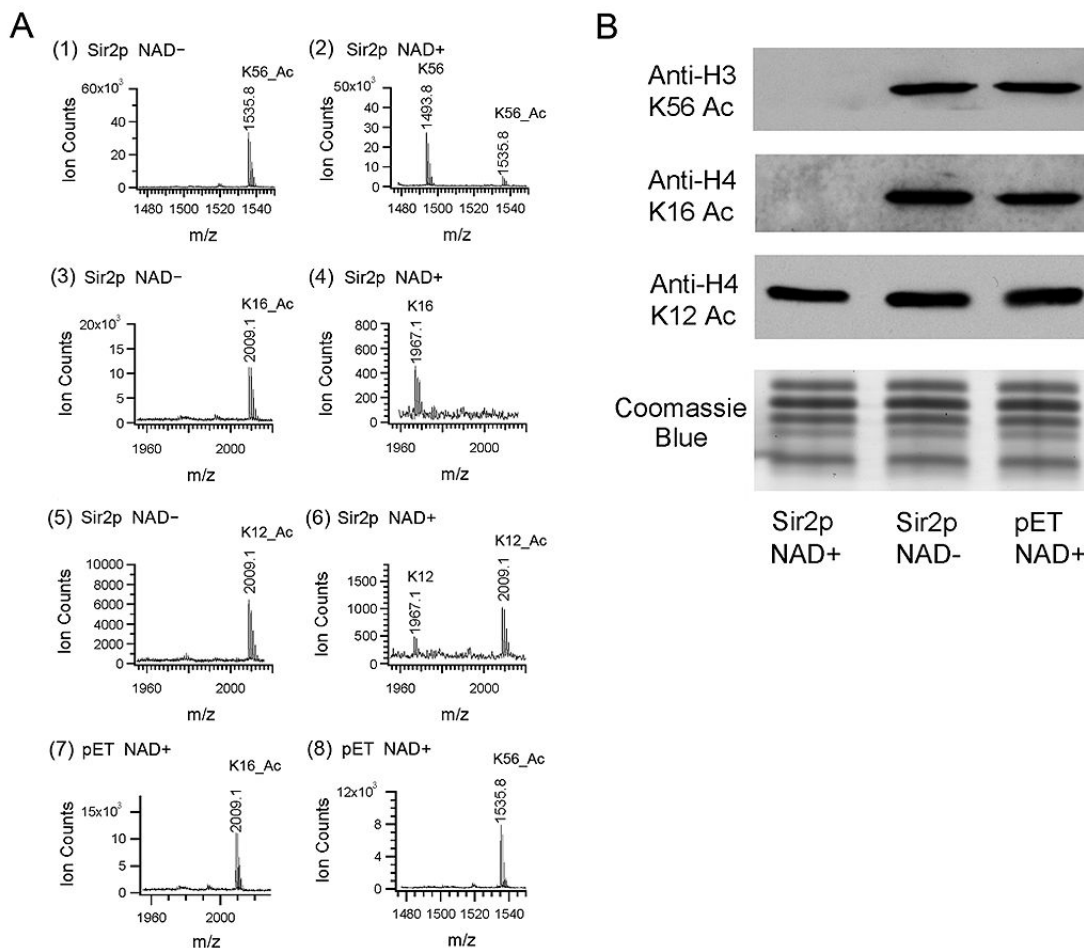 A
(1) Sir2p NAD−
K56_Ac
1535.8
60x10³
40
20
0
Ion Counts
1480 1500 1520 1540
m/z
(2) Sir2p NAD+
K56
1493.8
K56_Ac
1535.8
50x10³
40
30
20
10
0
Ion Counts
1480 1500 1520 1540
m/z
(3) Sir2p NAD−
K16_Ac
2009.1
20x10³
15
10
5
0
Ion Counts
1960 2000
m/z
(4) Sir2p NAD+
K16
1967.1
800
600
400
200
0
Ion Counts
1960 2000
m/z
(5) Sir2p NAD−
K12_Ac
2009.1
10000
8000
6000
4000
2000
0
Ion Counts
1960 2000
m/z
(6) Sir2p NAD+
K12
1967.1
K12_Ac
2009.1
1500
1000
500
0
Ion Counts
1960 2000
m/z
(7) pET NAD+
K16_Ac
2009.1
15x10³
10
5
0
Ion Counts
1960 2000
m/z
(8) pET NAD+
K56_Ac
1535.8
12x10³
8
4
0
Ion Counts
1480 1500 1520 1540
m/z
B
Anti-H3
K56 Ac
Anti-H4
K16 Ac
Anti-H4
K12 Ac
Coomassie
Blue
Sir2p
NAD+
Sir2p
NAD-
pET
NAD+